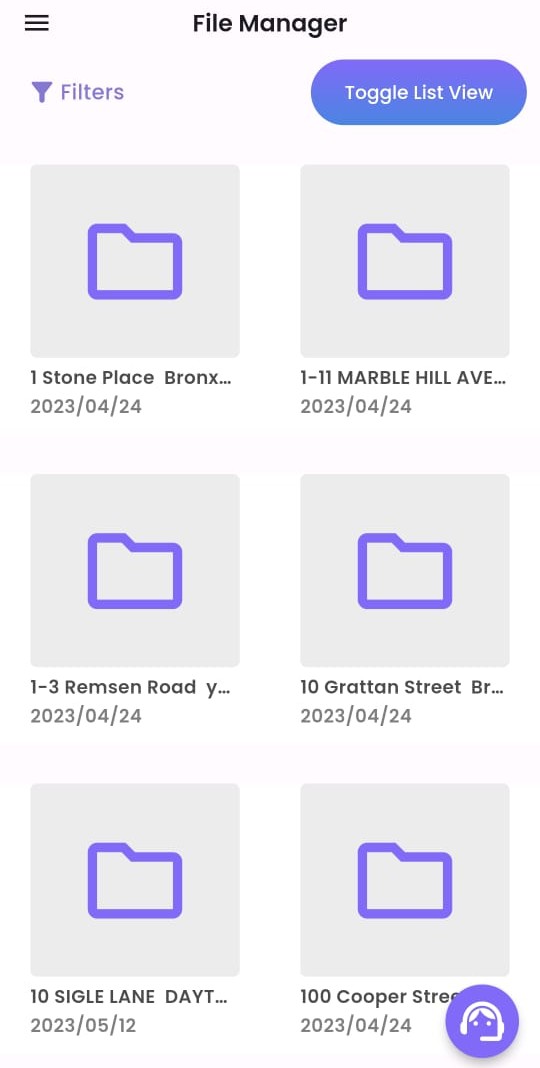 File Manager
Filters
Toggle List View
1 Stone Place  Bronx...
1-11 MARBLE HILL AVE...
2023/04/24
2023/04/24
1-3 Remsen Road  y...
10 Grattan Street  Br...
2023/04/24
2023/04/24
10 SIGLE LANE  DAYT...
100 Cooper Stree
2023/05/12
2023/04/24